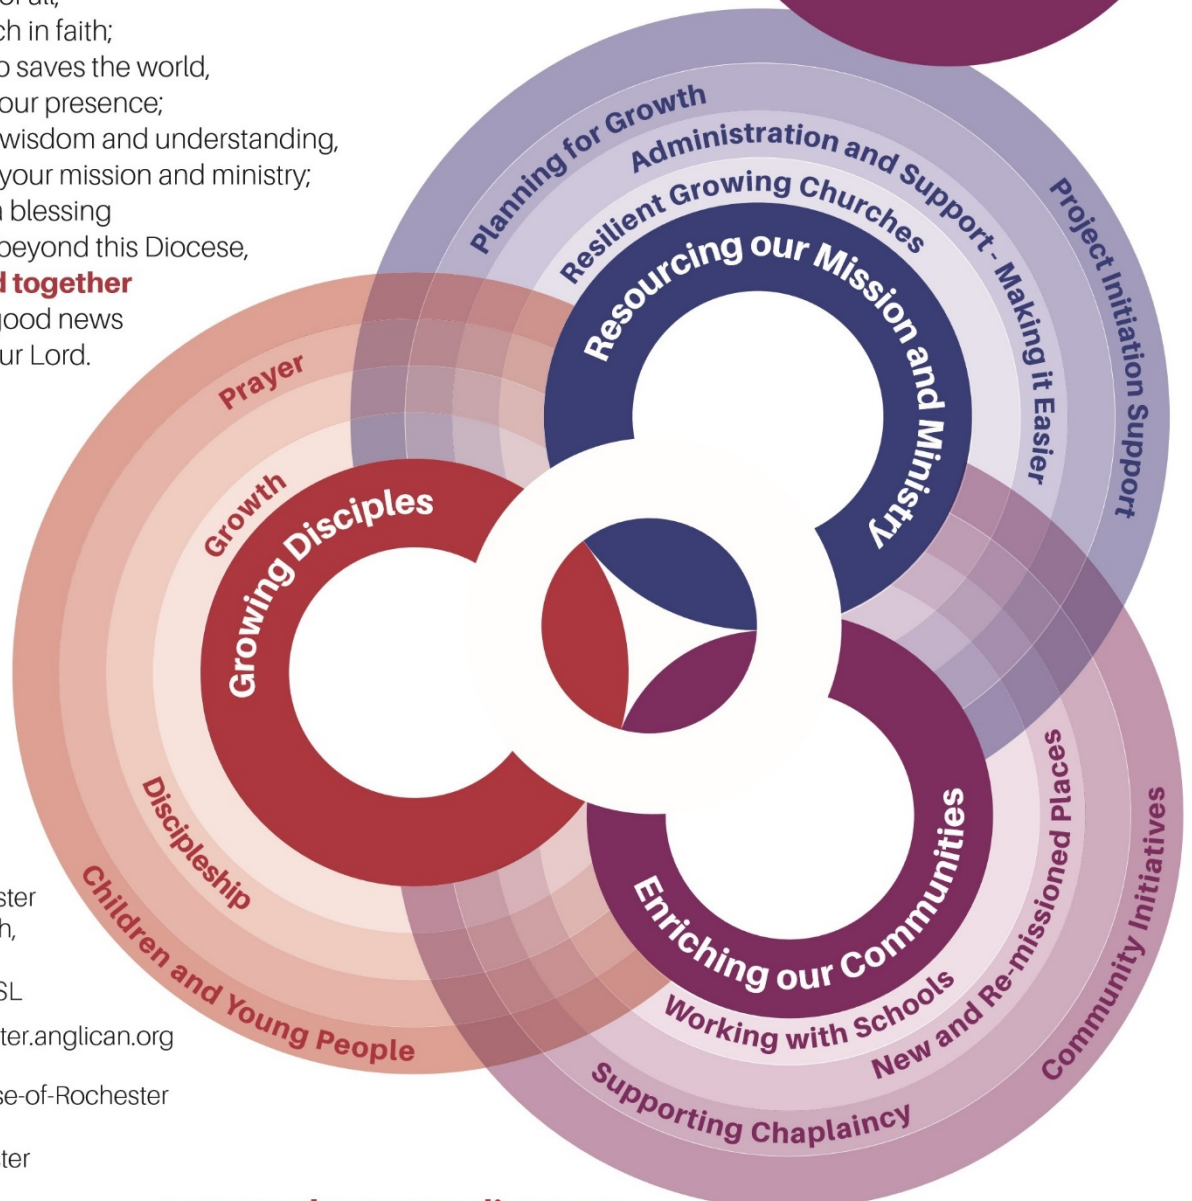 of all,
ch in faith;
o saves the world,
our presence;
wisdom and understanding,
your mission and ministry;
a blessing
beyond this Diocese,
d together
good news
ur Lord.
Planning for Growth
Administration and Support - Making it Easier
Resilient Growing Churches
Project Initiation Support
Resourcing our Mission and Ministry
Prayer
Growth
Growing Disciples
Discipleship
Children and Young People
Enriching our Communities
Working with Schools
New and Re-missioned Places
Supporting Chaplaincy
Community Initiatives
ster
h,
SL
ter.anglican.org
se-of-Rochester
ster